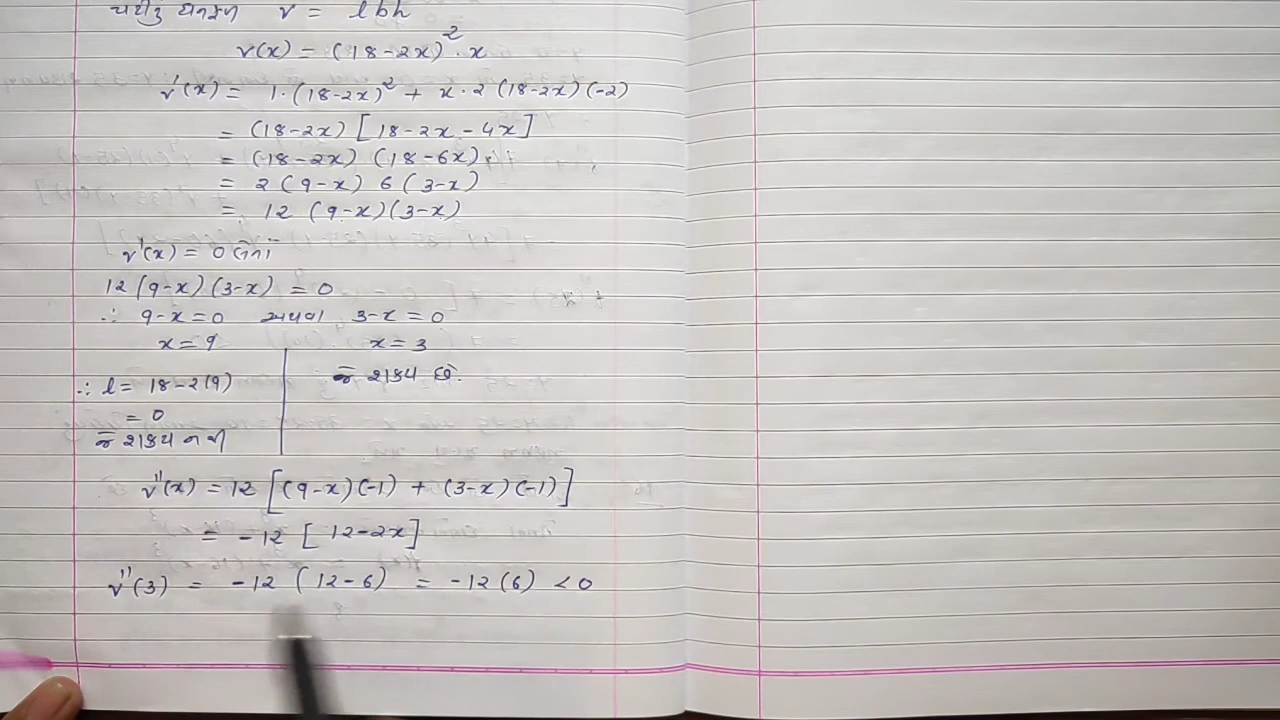 v = l b h
v(x) = (18-2x)² · x
v'(x) = 1·(18-2x)² + x·2(18-2x)(-2)
= (18-2x)[18-2x-4x]
= (18-2x)(18-6x)
= 2(9-x) 6(3-x)
= 12(9-x)(3-x)
v'(x) = 0 લેતાં
12(9-x)(3-x) = 0
∴ 9-x=0 અથવા 3-x=0
x=9 x=3
∴ l = 18-2(9) જે શક્ય છે.
= 0
જે શક્ય નથી
v''(x) = 12[(9-x)(-1) + (3-x)(-1)]
= -12[12-2x]
v''(3) = -12(12-6) = -12(6) < 0